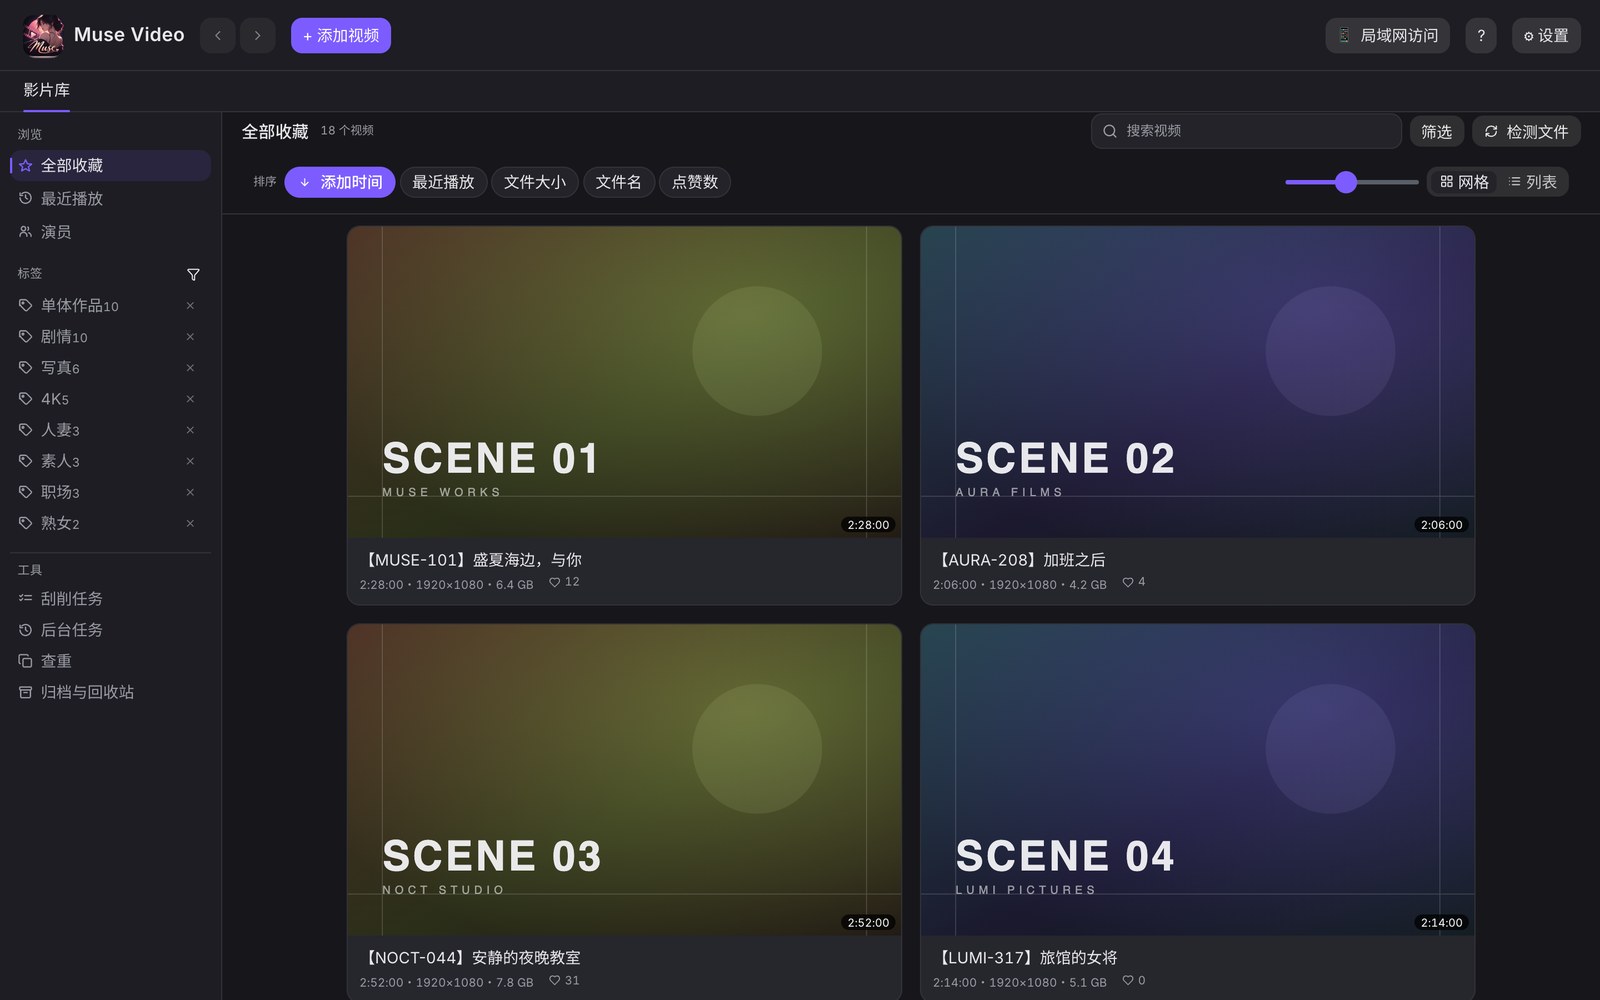 Muse
Muse Video
+ 添加视频
局域网访问
?
设置
影片库
浏览
全部收藏
最近播放
演员
标签
单体作品10
剧情10
写真6
4K5
人妻3
素人3
职场3
熟女2
工具
刮削任务
后台任务
查重
归档与回收站
全部收藏 18 个视频
搜索视频
筛选
检测文件
排序
↓ 添加时间
最近播放
文件大小
文件名
点赞数
网格
列表
SCENE 01
MUSE WORKS
2:28:00
【MUSE-101】盛夏海边，与你
2:28:00 • 1920×1080 • 6.4 GB ♡ 12
SCENE 02
AURA FILMS
2:06:00
【AURA-208】加班之后
2:06:00 • 1920×1080 • 4.2 GB ♡ 4
SCENE 03
NOCT STUDIO
2:52:00
【NOCT-044】安静的夜晚教室
2:52:00 • 1920×1080 • 7.8 GB ♡ 31
SCENE 04
LUMI PICTURES
2:14:00
【LUMI-317】旅馆的女将
2:14:00 • 1920×1080 • 5.1 GB ♡ 0